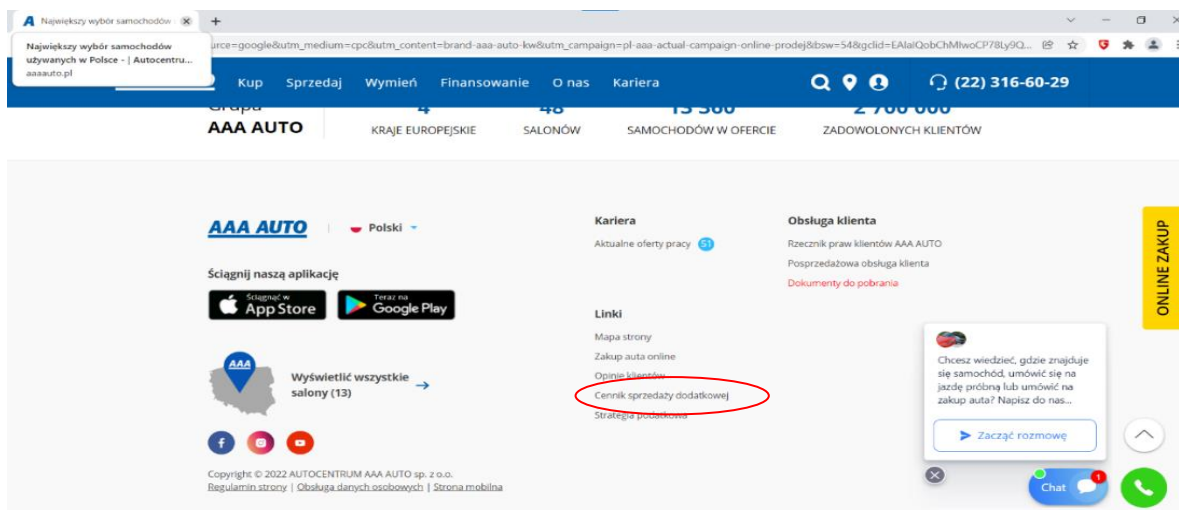 Największy wybór samochodów
Największy wybór samochodów
używanych w Polsce - | Autocentru...
aaaauto.pl
urce=google&utm_medium=cpc&utm_content=brand-aaa-auto-kw&utm_campaign=pl-aaa-actual-campaign-online-prodej&bsw=54&gclid=EAIaIQobChMIwoCP78Ly9Q...
Kup Sprzedaj Wymień Finansowanie O nas Kariera (22) 316-60-29
Grupa 4 48 13 500 2 700 000
AAA AUTO KRAJE EUROPEJSKIE SALONÓW SAMOCHODÓW W OFERCIE ZADOWOLONYCH KLIENTÓW
AAA AUTO Polski
Ściągnij naszą aplikację
Ściągnąć w
App Store
Teraz na
Google Play
AAA
Wyświetlić wszystkie
salony (13)
Copyright © 2022 AUTOCENTRUM AAA AUTO sp. z o.o.
Regulamin strony | Obsługa danych osobowych | Strona mobilna
Kariera
Aktualne oferty pracy 51
Linki
Mapa strony
Zakup auta online
Opinie klientów
Cennik sprzedaży dodatkowej
Strategia podatkowa
Obsługa klienta
Rzecznik praw klientów AAA AUTO
Posprzedażowa obsługa klienta
Dokumenty do pobrania
ONLINE ZAKUP
Chcesz wiedzieć, gdzie znajduje
się samochód, umówić się na
jazdę próbną lub umówić na
zakup auta? Napisz do nas...
Zacząć rozmowę
Chat 1